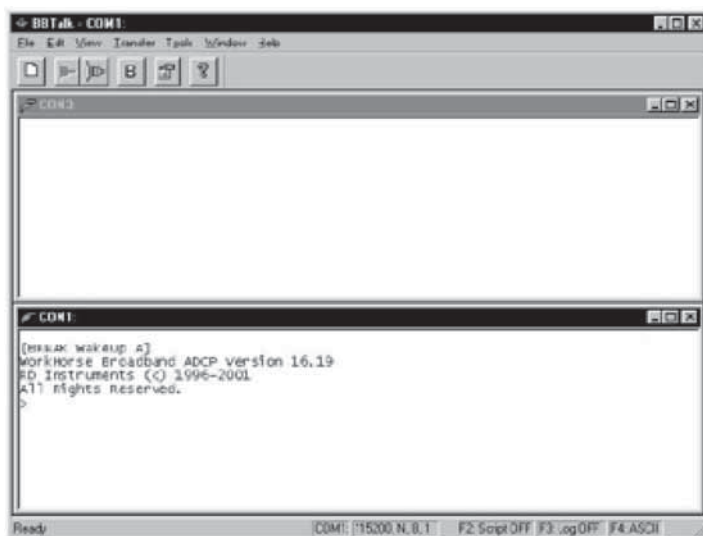 BBTalk - COM1:
File Edit View Transfer Tools Window Help
B ?
[BREAK Wakeup A]
WorkHorse Broadband ADCP Version 16.19
RD Instruments (c) 1996-2001
All Rights Reserved.
>
COM1:
Ready COM1: 115200, N, 8, 1 F2: Script OFF F3: Log OFF F4: ASCII